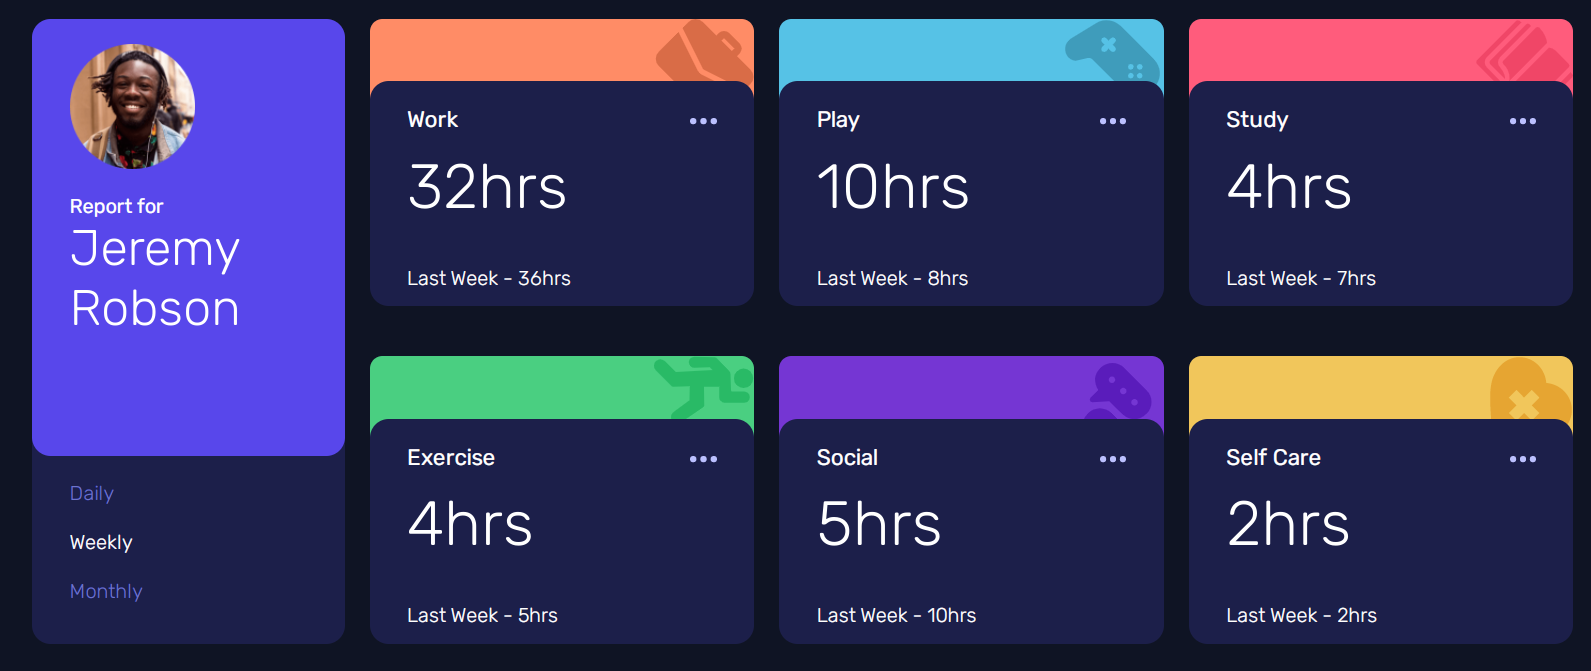 Report for
Jeremy
Robson
Daily
Weekly
Monthly
Work
32hrs
Last Week - 36hrs
Play
10hrs
Last Week - 8hrs
Study
4hrs
Last Week - 7hrs
Exercise
4hrs
Last Week - 5hrs
Social
5hrs
Last Week - 10hrs
Self Care
2hrs
Last Week - 2hrs